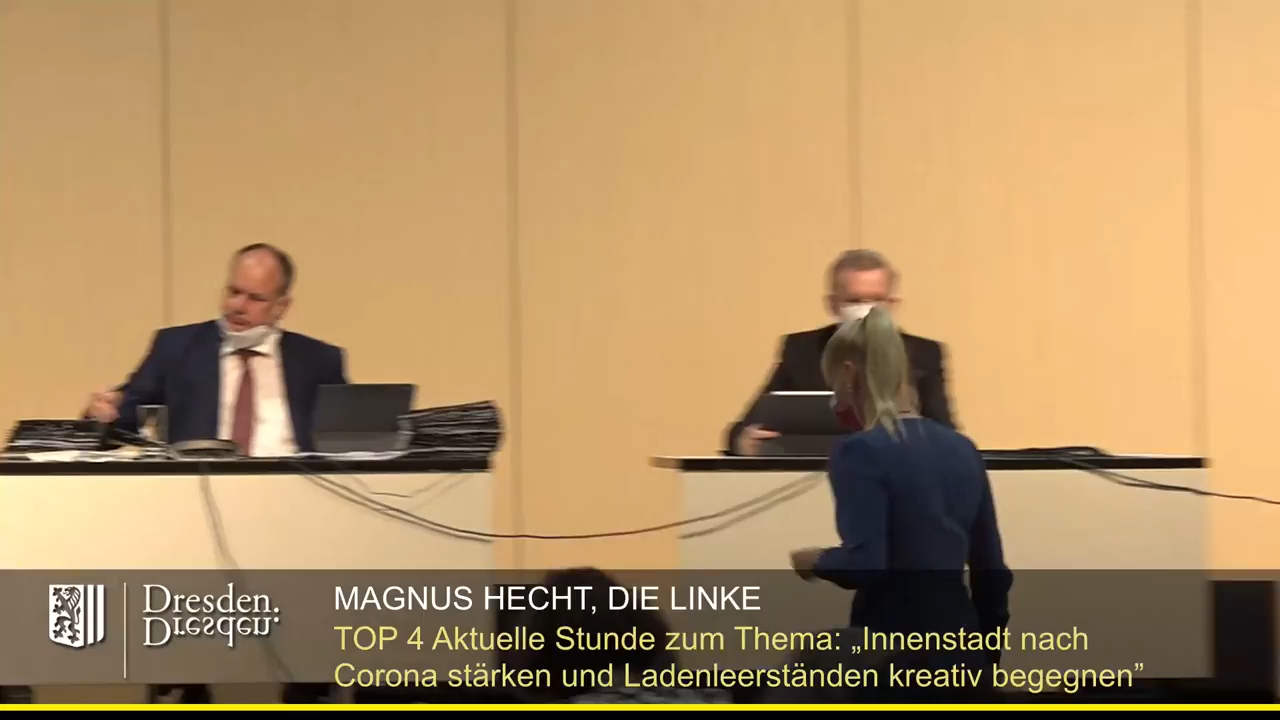 Dresden.
Dresden.
MAGNUS HECHT, DIE LINKE
TOP 4 Aktuelle Stunde zum Thema: „Innenstadt nach
Corona stärken und Ladenleerständen kreativ begegnen”